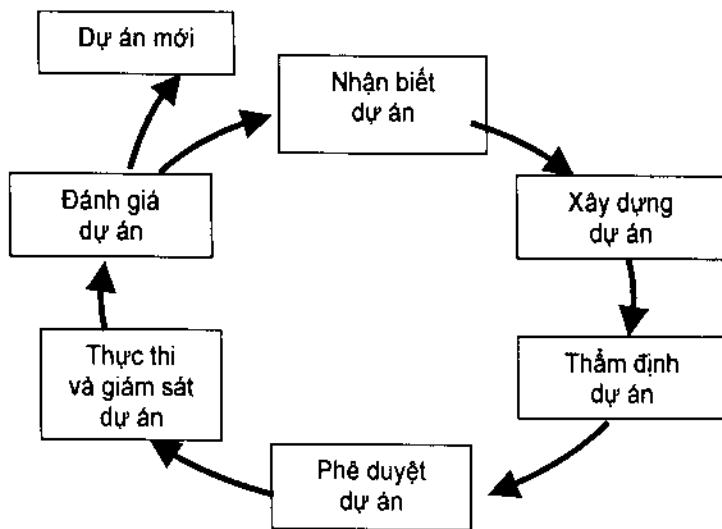 Dự án mới
Nhận biết
dự án
Xây dựng
dự án
Thẩm định
dự án
Phê duyệt
dự án
Thực thi
và giám sát
dự án
Đánh giá
dự án